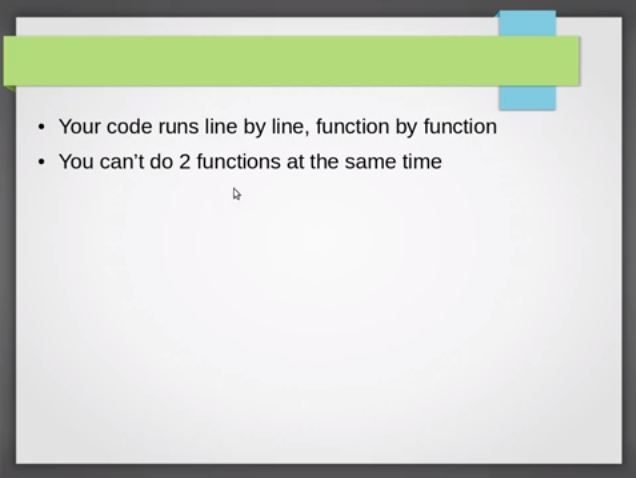 • Your code runs line by line, function by function
• You can’t do 2 functions at the same time